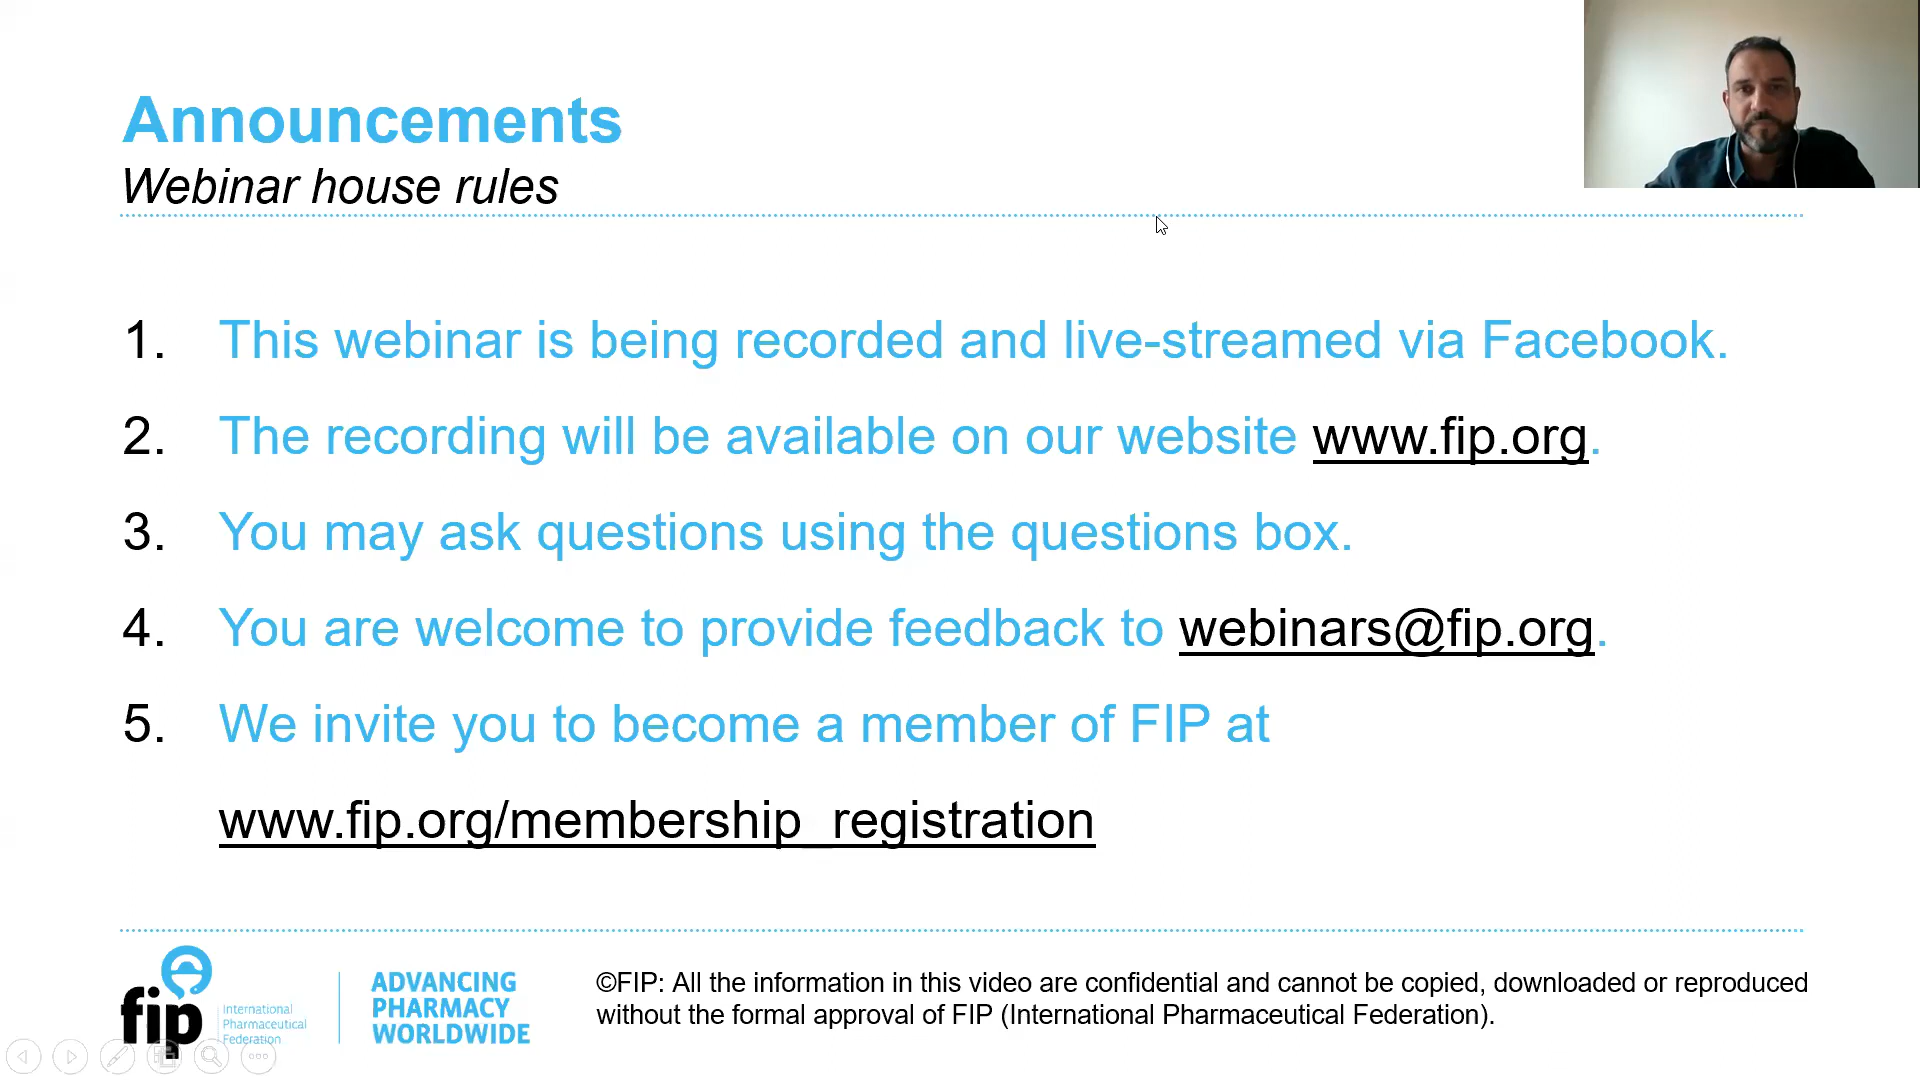 Announcements
Webinar house rules
1. This webinar is being recorded and live-streamed via Facebook.
2. The recording will be available on our website www.fip.org.
3. You may ask questions using the questions box.
4. You are welcome to provide feedback to webinars@fip.org.
5. We invite you to become a member of FIP at
www.fip.org/membership_registration
fip
International
Pharmaceutical
Federation
ADVANCING
PHARMACY
WORLDWIDE
©FIP: All the information in this video are confidential and cannot be copied, downloaded or reproduced
without the formal approval of FIP (International Pharmaceutical Federation).